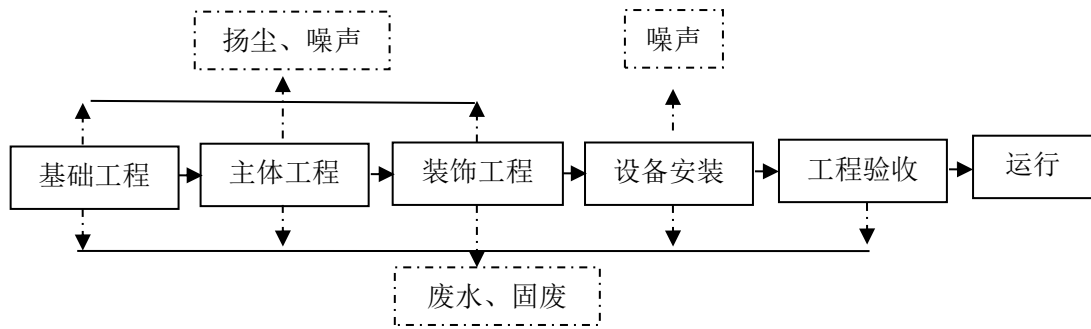 扬尘、噪声
噪声
基础工程
主体工程
装饰工程
设备安装
工程验收
运行
废水、固废